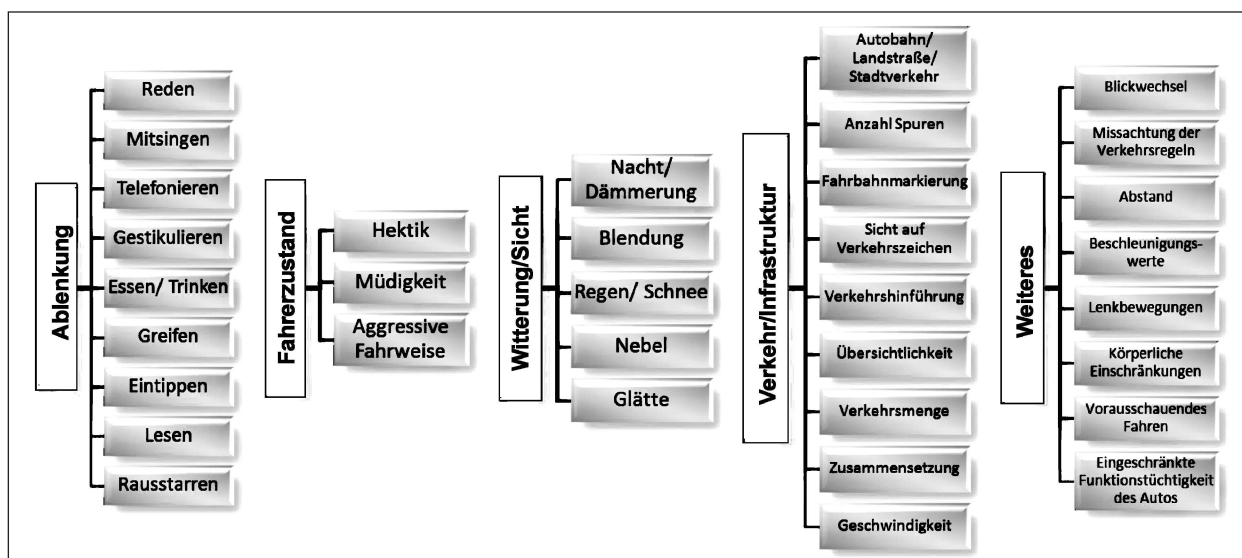 Ablenkung
Reden
Mitsingen
Telefonieren
Gestikulieren
Essen/ Trinken
Greifen
Eintippen
Lesen
Rausstarren
Fahrerzustand
Hektik
Müdigkeit
Aggressive
Fahrweise
Witterung/Sicht
Nacht/
Dämmerung
Blendung
Regen/ Schnee
Nebel
Glätte
Verkehr/Infrastruktur
Autobahn/
Landstraße/
Stadtverkehr
Anzahl Spuren
Fahrbahnmarkierung
Sicht auf
Verkehrszeichen
Verkehrshinführung
Übersichtlichkeit
Verkehrsmenge
Zusammensetzung
Geschwindigkeit
Weiteres
Blickwechsel
Missachtung der
Verkehrsregeln
Abstand
Beschleunigungs-
werte
Lenkbewegungen
Körperliche
Einschränkungen
Vorausschauendes
Fahren
Eingeschränkte
Funktionstüchtigkeit
des Autos